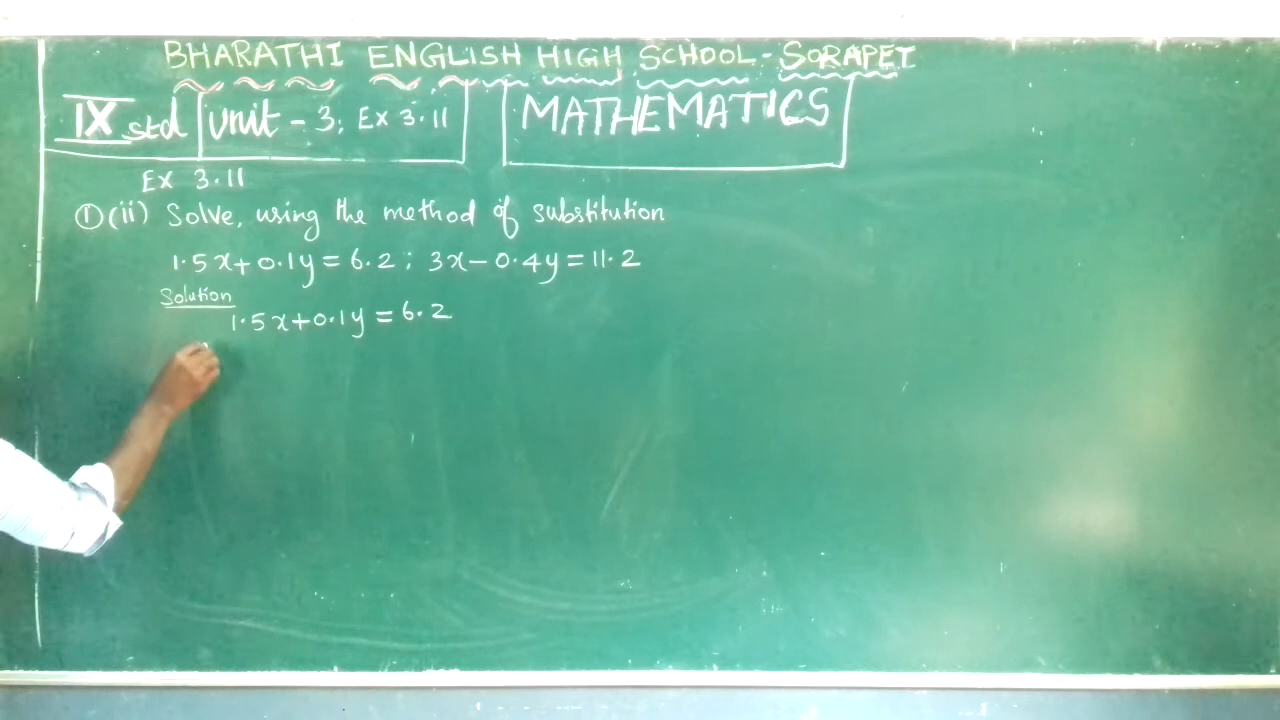 BHARATHI ENGLISH HIGH SCHOOL - SORAPET
IX std Unit - 3; Ex 3.11 MATHEMATICS
Ex 3.11
① (ii) Solve, using the method of substitution
1.5x+0.1y=6.2; 3x-0.4y=11.2
Solution
1.5x+0.1y=6.2